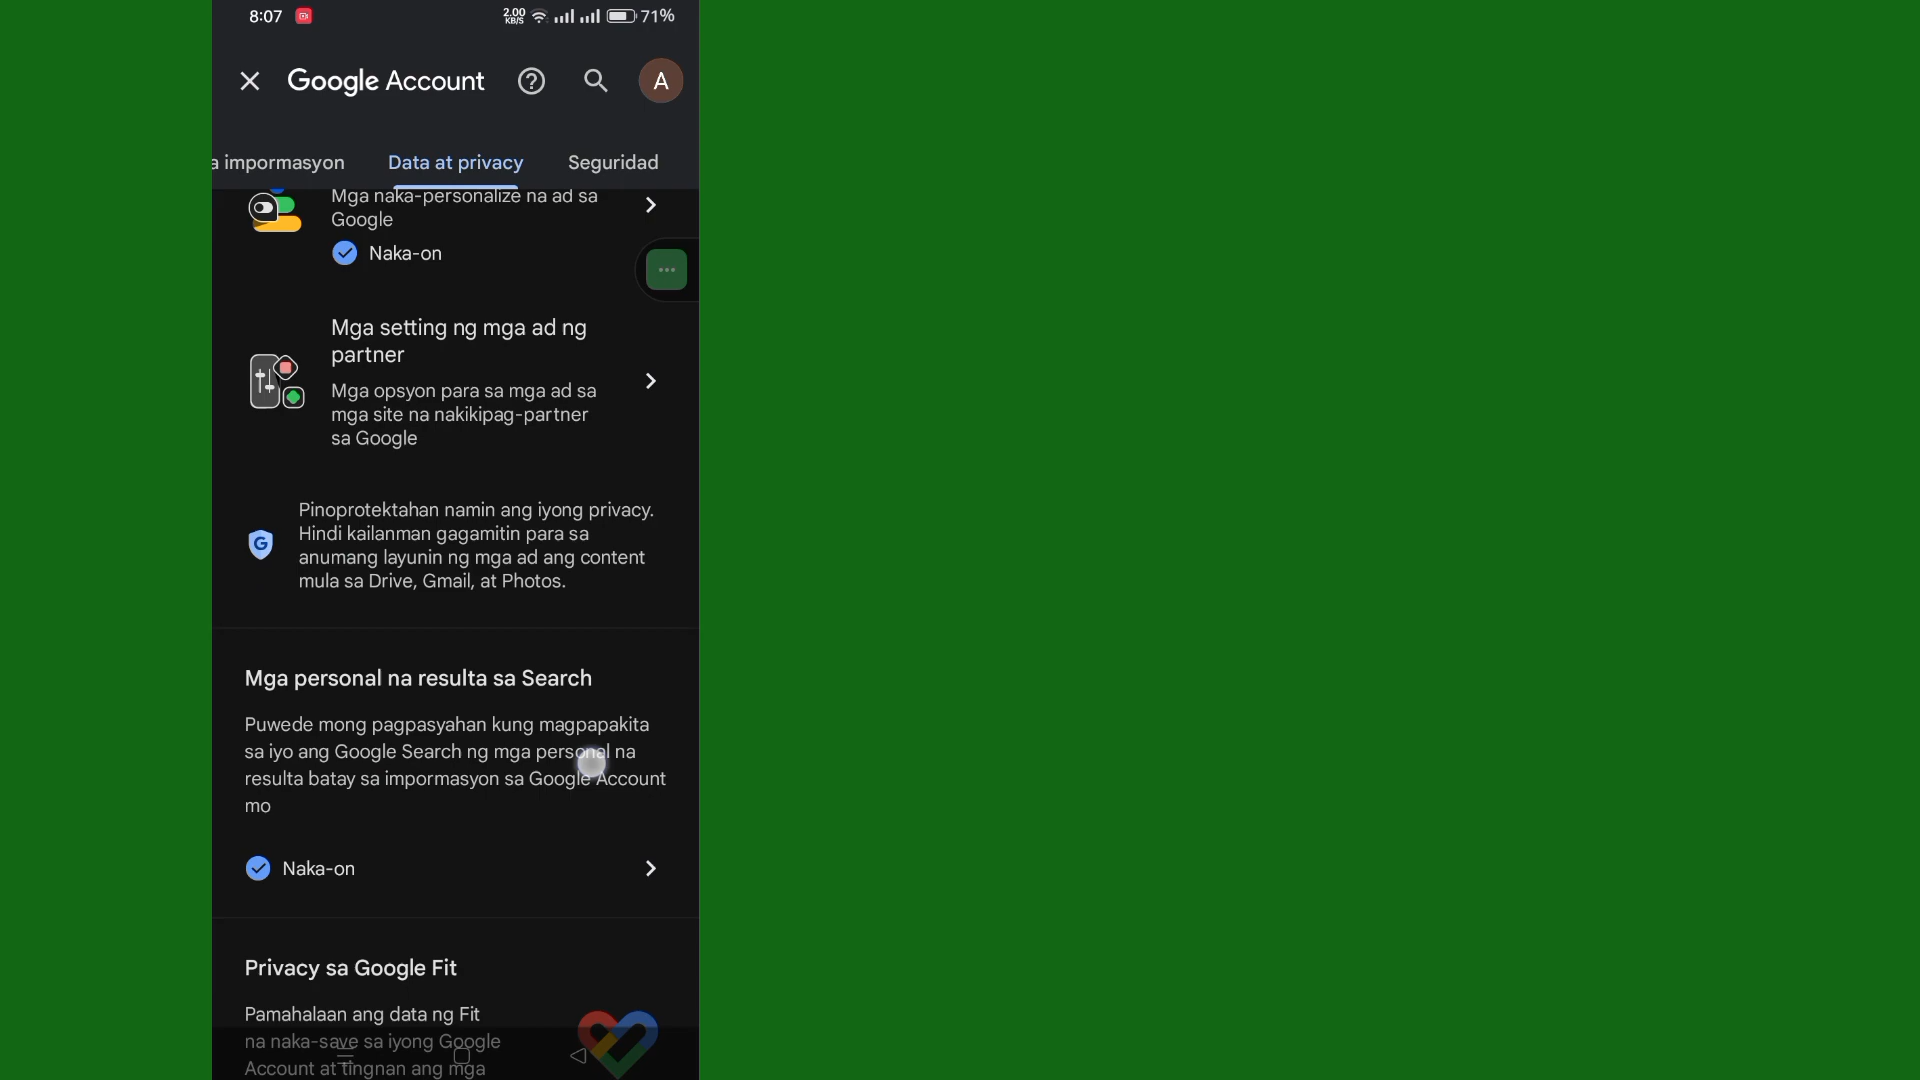 8:07
2.00
KB/S
71%
Google Account
A
a impormasyon
Data at privacy
Seguridad
Mga naka-personalize na ad sa
Google
Naka-on
Mga setting ng mga ad ng
partner
Mga opsyon para sa mga ad sa
mga site na nakikipag-partner
sa Google
G
Pinoprotektahan namin ang iyong privacy.
Hindi kailanman gagamitin para sa
anumang layunin ng mga ad ang content
mula sa Drive, Gmail, at Photos.
Mga personal na resulta sa Search
Puwede mong pagpasyahan kung magpapakita
sa iyo ang Google Search ng mga personal na
resulta batay sa impormasyon sa Google Account
mo
Naka-on
Privacy sa Google Fit
Pamahalaan ang data ng Fit
na naka-save sa iyong Google
Account at tingnan ang mga